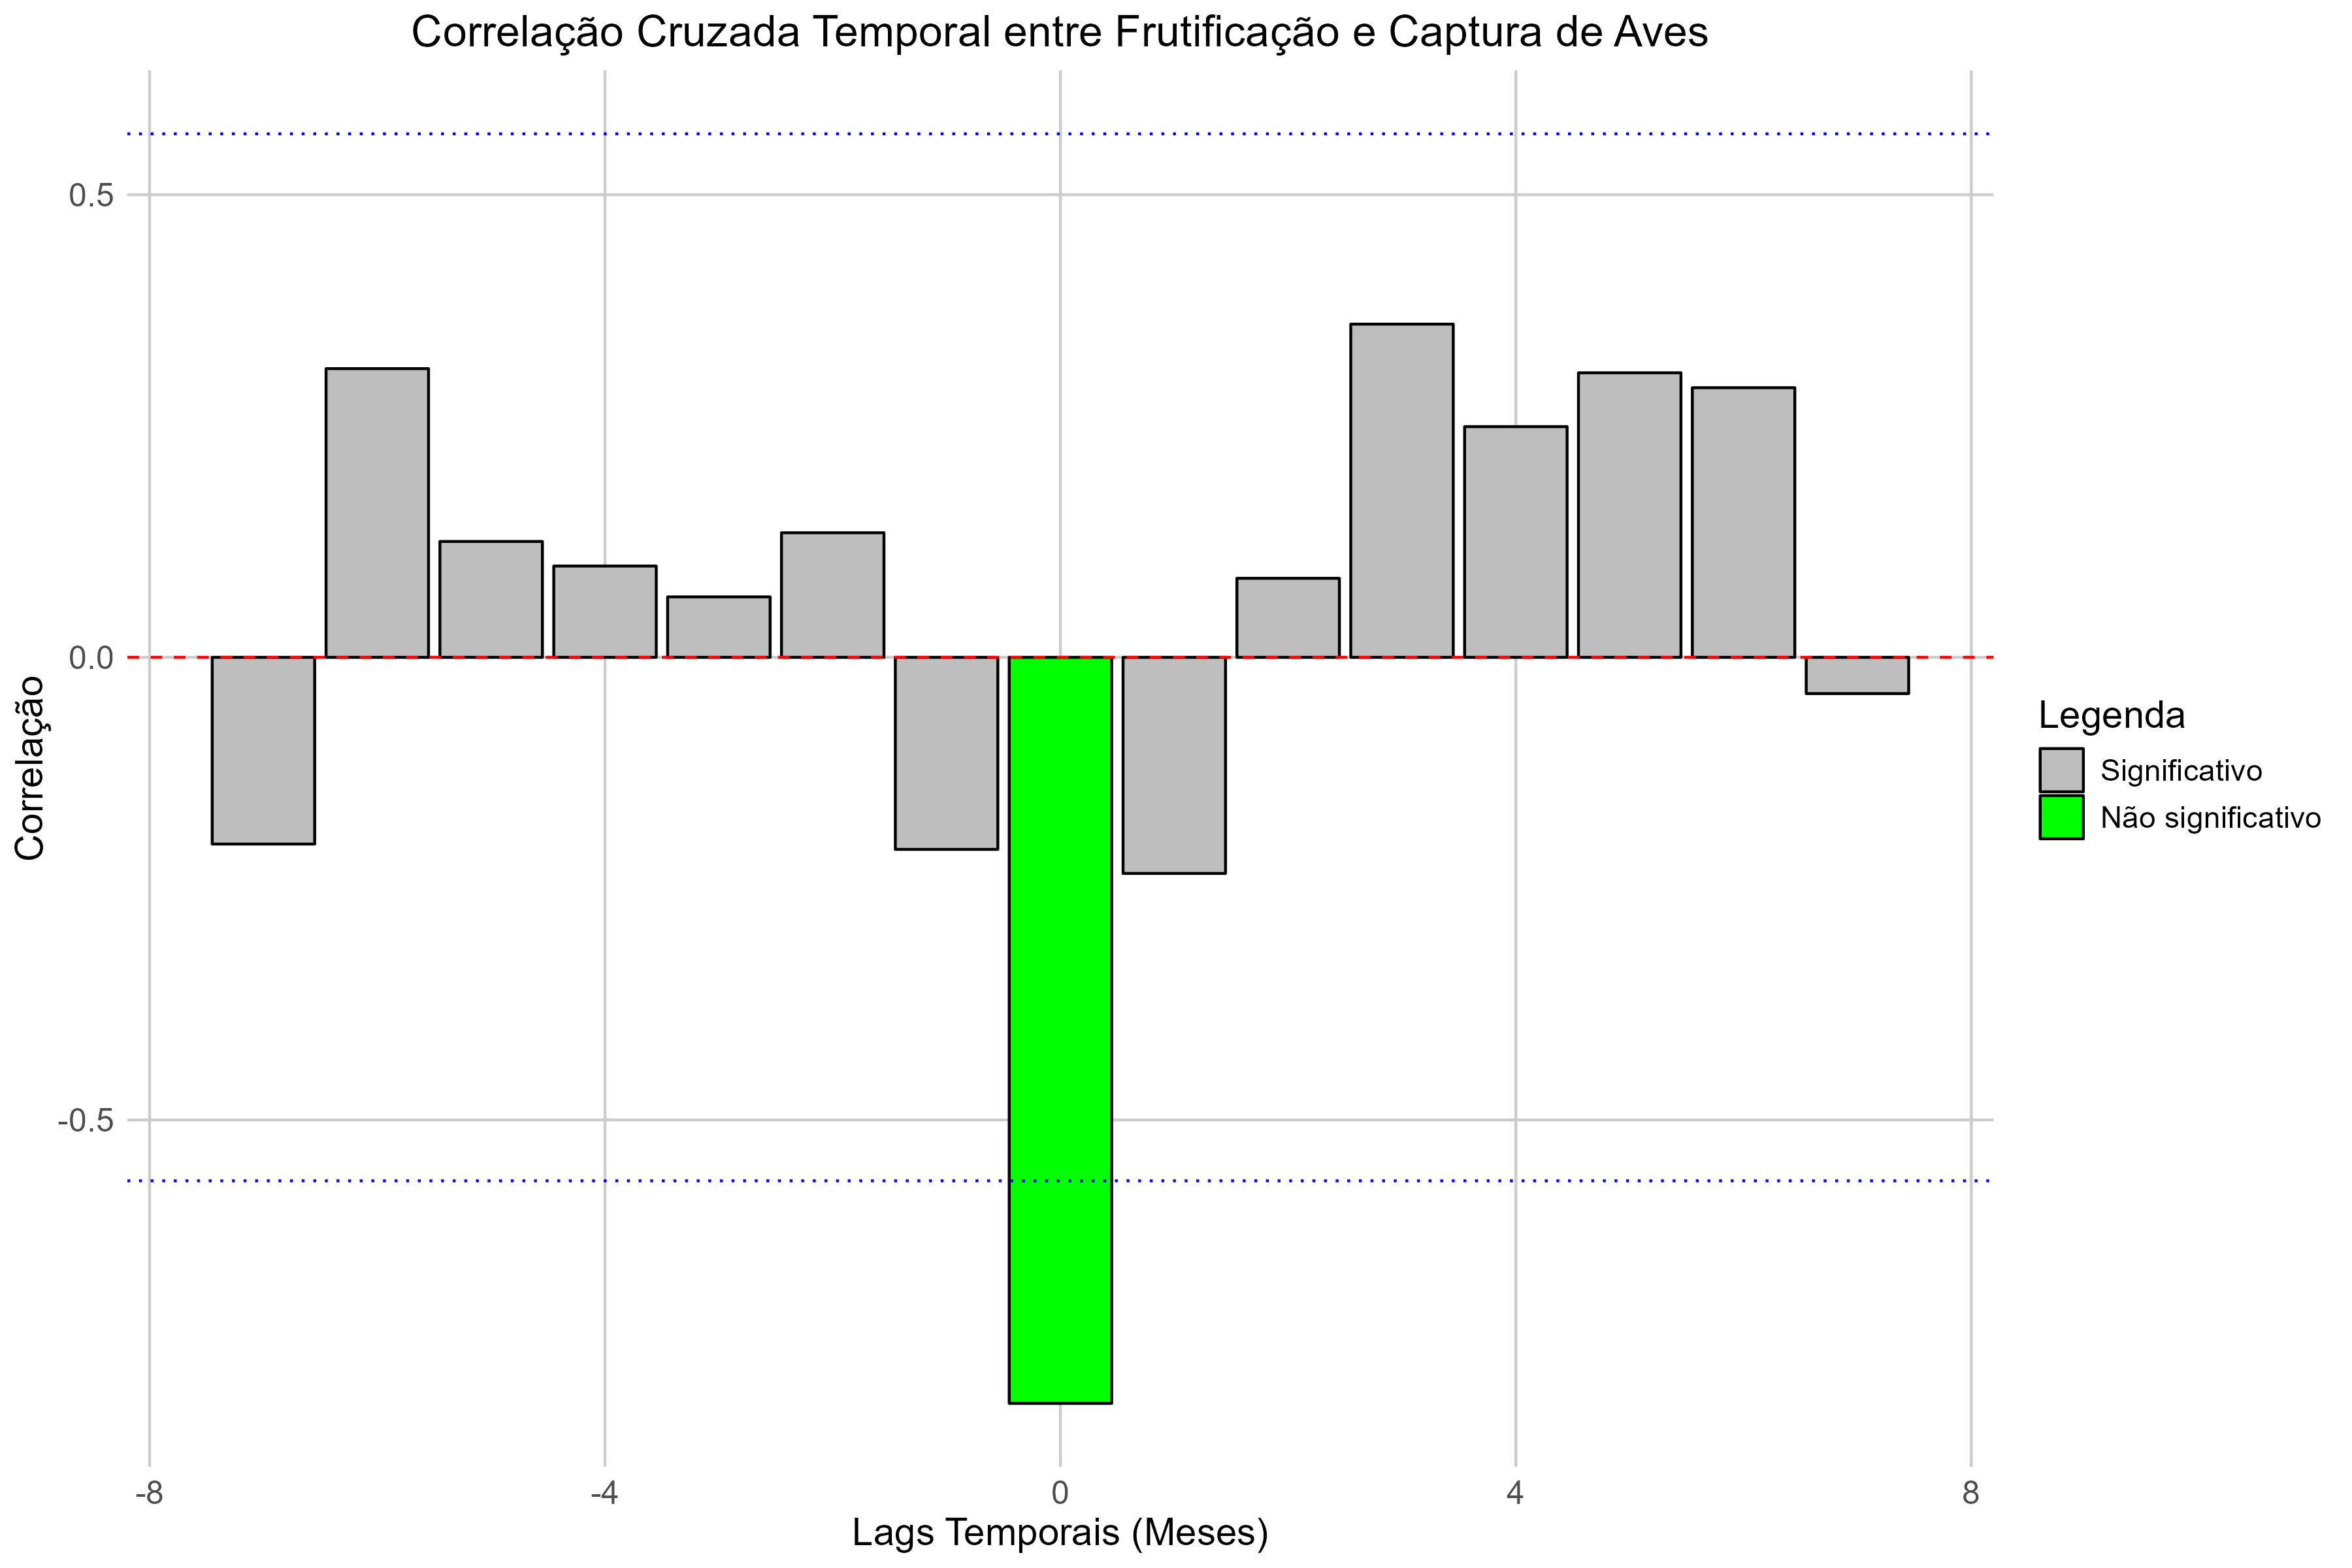 Correlação Cruzada Temporal entre Frutificação e Captura de Aves
0.5
0.0
-0.5
Correlação
-8
-4
0
4
8
Lags Temporais (Meses)
Legenda
Significativo
Não significativo